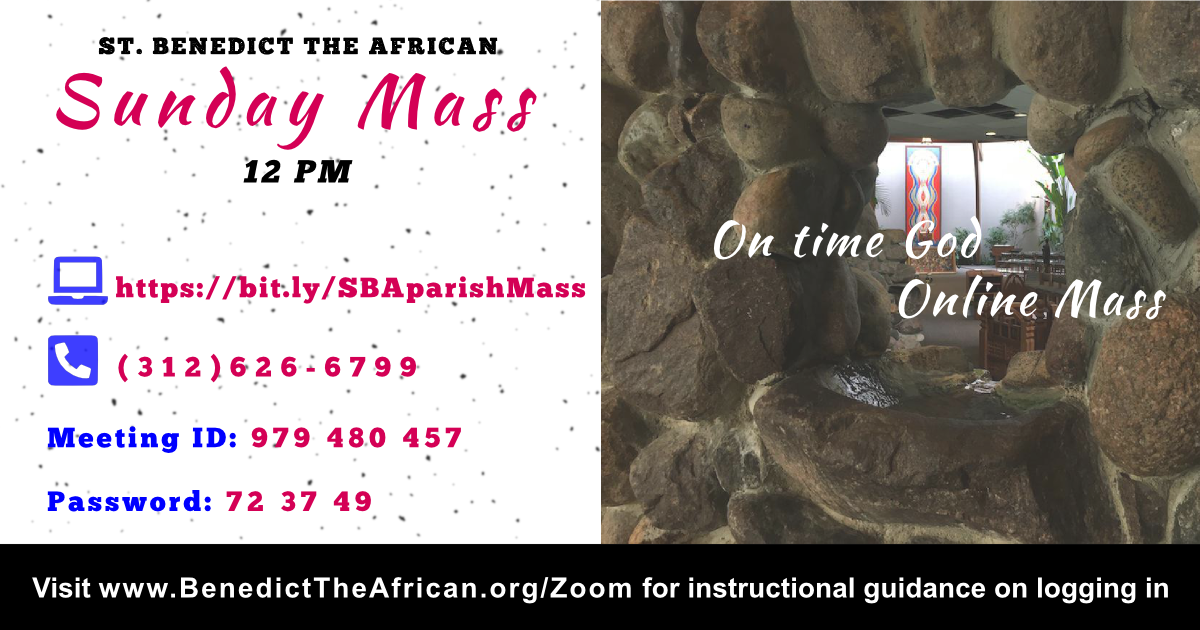 ST. BENEDICT THE AFRICAN
Sunday Mass
12 PM
https://bit.ly/SBAparishMass
(312)626-6799
Meeting ID: 979 480 457
Password: 72 37 49
On time God
Online Mass
Visit www.BenedictTheAfrican.org/Zoom for instructional guidance on logging in